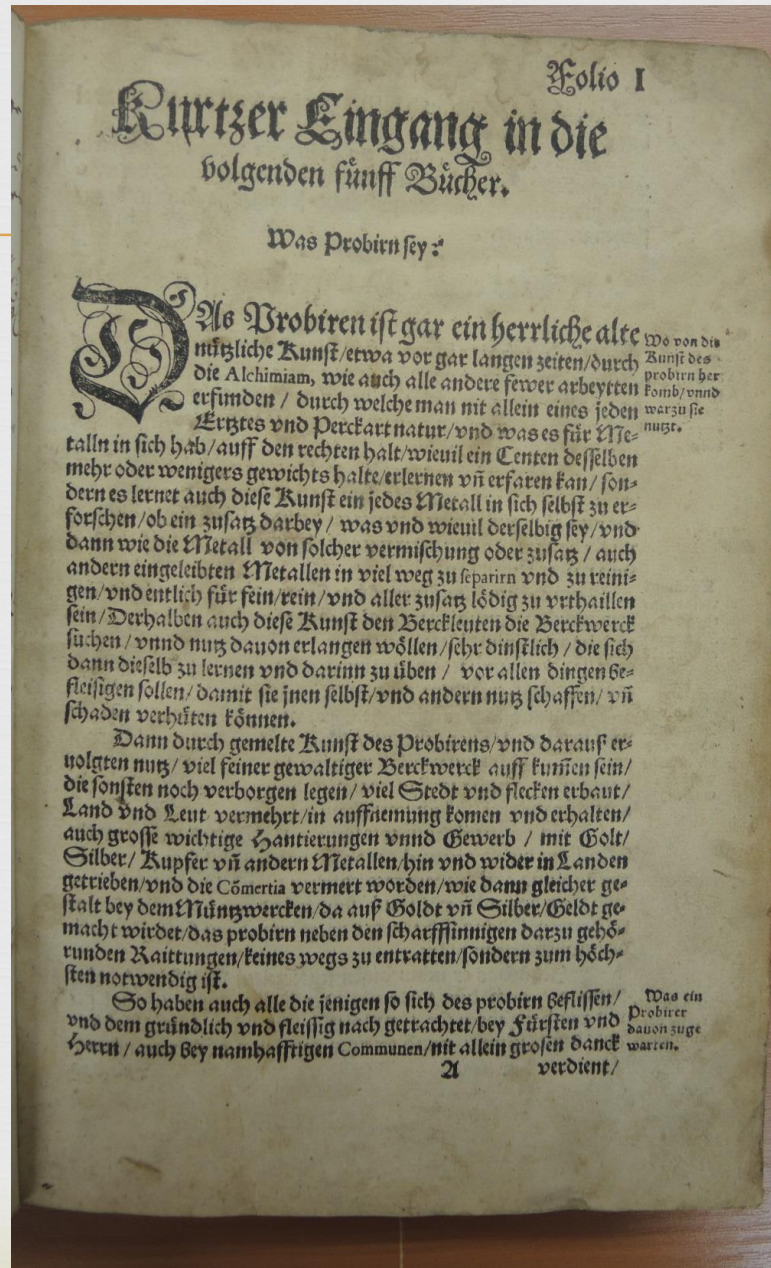 Folio I
Kurtzer Eingang in die
volgenden fünff Bücher.
Was Probirn sey:
DAs Probiren ist gar ein herrliche alte
nützliche Kunst/etwa vor gar langen zeiten/durch
die Alchimiam, wie auch alle andere fewer arbeytten
erfunden / durch welche man nit allein eines jeden
Ertztes vnd Perckart natur/vnd was es für Me⸗
talln in sich hab/auff den rechten halt/wieuil ein Centen desselben
mehr oder wenigers gewichts halte/erlernen vñ erfaren kan/ son⸗
dern es lernet auch diese Kunst ein jedes Metall in sich selbst zu er⸗
forschen/ob ein zusatz darbey / was vnd wieuil derselbig sey/vnd
dann wie die Metall von solcher vermischung oder zusatz / auch
andern eingeleibten Metallen in viel weg zu separirn vnd zu reini⸗
gen/vnd entlich für fein/rein/vnd aller zusatz lödig zu vrthaillen
sein/Derhalben auch diese Kunst den Berckleuten die Berckwerck
suchen/vnnd nutz dauon erlangen wöllen/sehr dinstlich / die sich
dann dieselb zu lernen vnd darinn zu üben / vor allen dingen be⸗
fleisigen sollen/damit sie jnen selbst/vnd andern nutz schaffen/ vñ
schaden verhüten können.
Dann durch gemelte Kunst des Probirens/vnd daraus er⸗
uolgten nutz/ viel feiner gewaltiger Berckwerck auff kum̃en sein/
die sonsten noch verborgen legen/ viel Stedt vnd flecken erbaut/
Land vnd Leut vermehrt/in auffnemung komen vnd erhalten/
auch grosse wichtige Hantierungen vnnd Gewerb / mit Golt/
Silber/ Kupfer vñ andern Metallen/hin vnd wider in Landen
getrieben/vnd die Cõmertia vermert worden/wie dann gleicher ge⸗
stalt bey dem Müntzwercken/da auß Goldt vñ Silber/Geldt ge⸗
macht wirdet/das probirn neben den scharffsinnigen darzu gehö⸗
runden Raittungen/keines wegs zu entratten/sondern zum höch⸗
sten notwendig ist.
So haben auch alle die jenigen so sich des probirn beflissen/
vnd dem gründlich vnd fleissig nach getrachtet/bey Fürsten vnd
Herrn / auch bey namhafftigen Communen/nit allein grosen danck
A verdient/
Wo von die
Kunst des
probirn her
komb/vnnd
warzu sie
nutzt.
Was ein
Probirer
dauon zuge
warten.